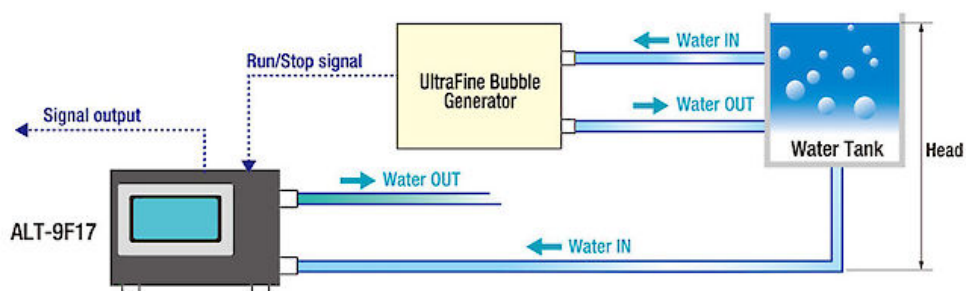 Water IN
Run/Stop signal
UltraFine Bubble
Generator
Water OUT
Signal output
Water Tank
Head
Water OUT
ALT-9F17
Water IN